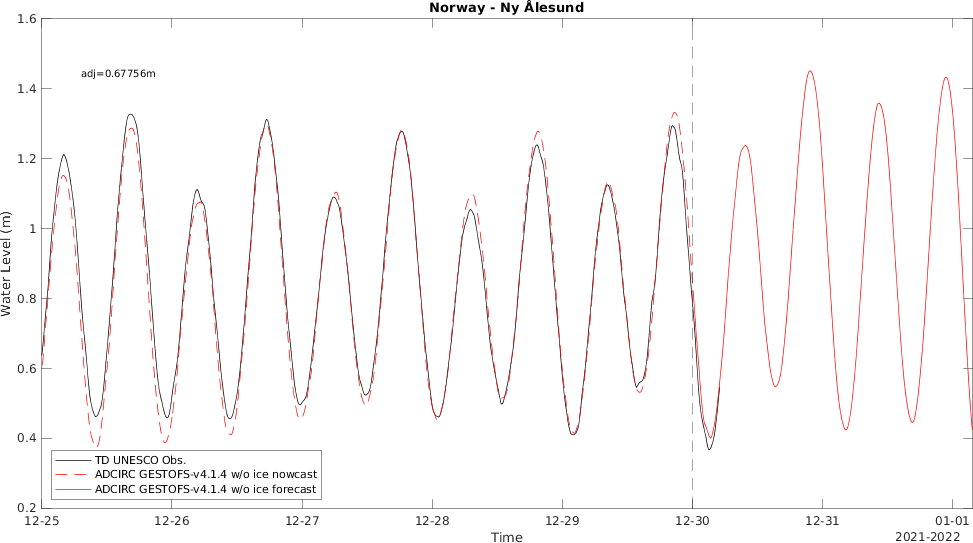 Norway - Ny Ålesund
adj=0.67756m
1.6
1.4
1.2
1
0.8
0.6
0.4
0.2
Water Level (m)
TD UNESCO Obs.
ADCIRC GESTOFS-v4.1.4 w/o ice nowcast
ADCIRC GESTOFS-v4.1.4 w/o ice forecast
12-25 12-26 12-27 12-28 12-29 12-30 12-31 01-01
Time
2021-2022